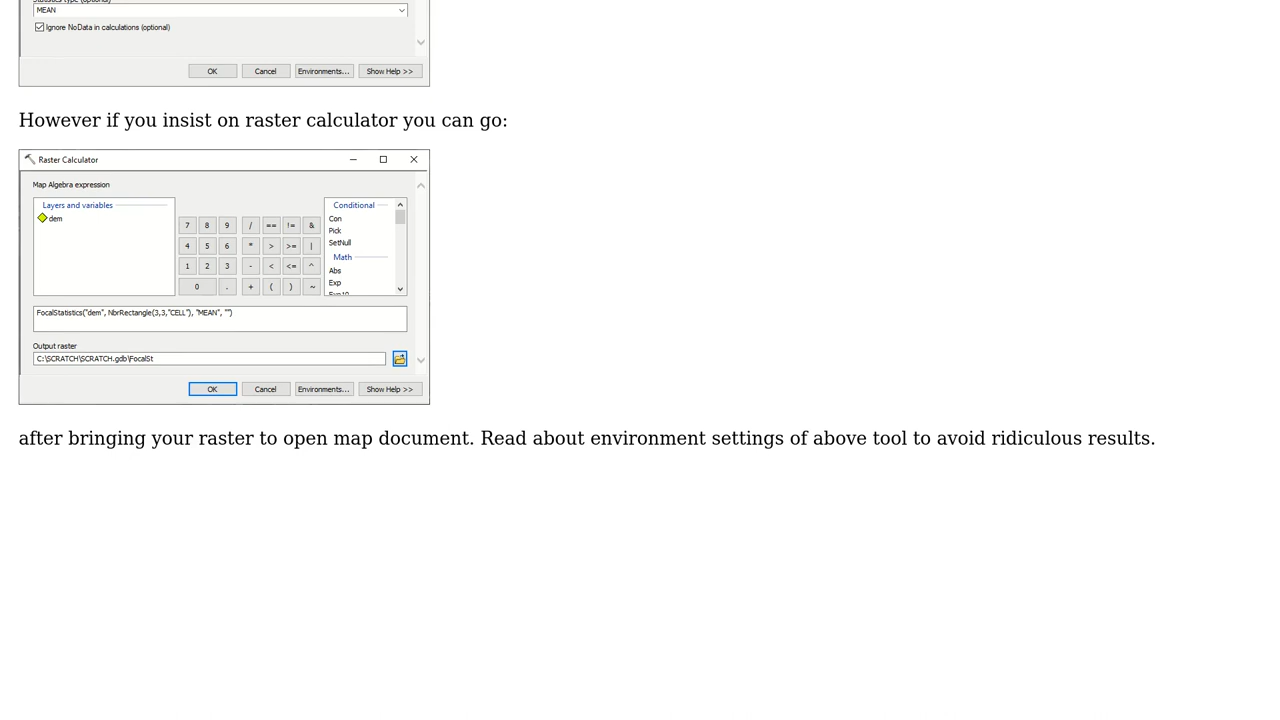 MEAN
Ignore NoData in calculations (optional)
OK Cancel Environments... Show Help >>
However if you insist on raster calculator you can go:
Raster Calculator
Map Algebra expression
Layers and variables
dem
7 8 9 / == != &
4 5 6 * > >= |
1 2 3 - < <= ^
0 . + ( ) ~
Conditional
Con
Pick
SetNull
Math
Abs
Exp
Exp10
FocalStatistics("dem", NbrRectangle(3,3,"CELL"), "MEAN", "")
Output raster
C:\SCRATCH\SCRATCH.gdb\FocalSt
OK Cancel Environments... Show Help >>
after bringing your raster to open map document. Read about environment settings of above tool to avoid ridiculous results.